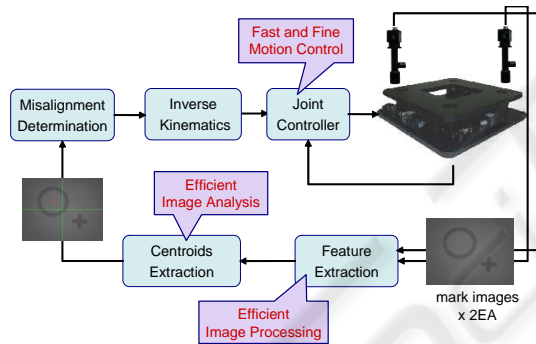 Fast and Fine
Motion Control
Misalignment
Determination
Inverse
Kinematics
Joint
Controller
Efficient
Image Analysis
Centroids
Extraction
Feature
Extraction
Efficient
Image Processing
mark images
x 2EA